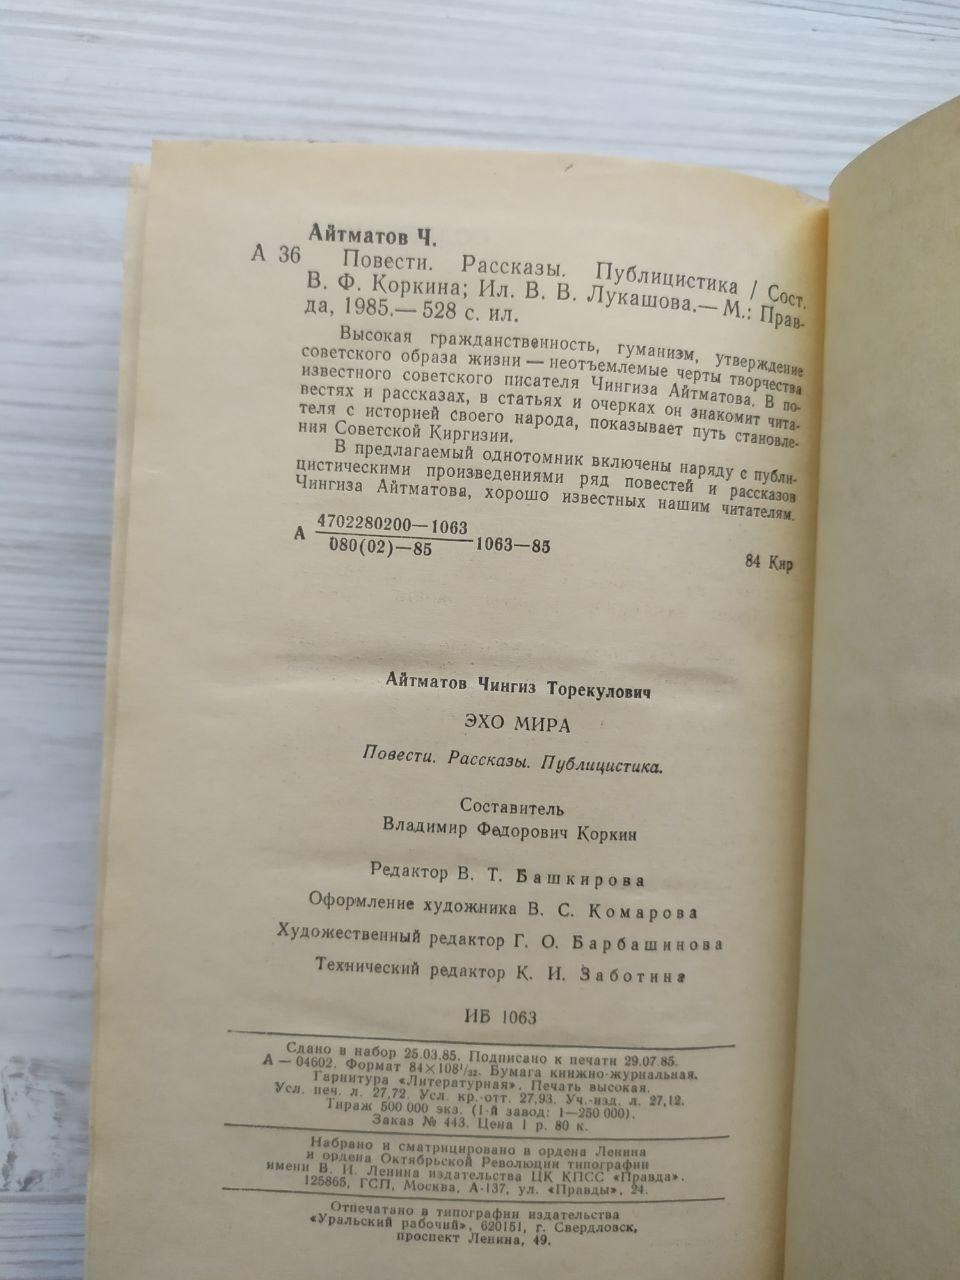 Айтматов Ч.
А 36 Повести. Рассказы. Публицистика / Сост.
В. Ф. Коркина; Ил. В. В. Лукашова.— М.: Прав-
да, 1985.— 528 с. ил.
Высокая гражданственность, гуманизм, утверждение
советского образа жизни — неотъемлемые черты творчества
известного советского писателя Чингиза Айтматова. В по-
вестях и рассказах, в статьях и очерках он знакомит чита-
теля с историей своего народа, показывает путь становле-
ния Советской Киргизии.
В предлагаемый однотомник включены наряду с публи-
цистическими произведениями ряд повестей и рассказов
Чингиза Айтматова, хорошо известных нашим читателям.
А 4702280200—1063
080(02)—85 1063—85
84 Кир
Айтматов Чингиз Торекулович
ЭХО МИРА
Повести. Рассказы. Публицистика.
Составитель
Владимир Федорович Коркин
Редактор В. Т. Башкирова
Оформление художника В. С. Комарова
Художественный редактор Г. О. Барбашинова
Технический редактор К. И. Заботина
ИБ 1063
Сдано в набор 25.03.85. Подписано к печати 29.07.85.
А — 04602. Формат 84×108¹/₃₂. Бумага книжно-журнальная.
Гарнитура «Литературная». Печать высокая.
Усл. печ. л. 27,72. Усл. кр.-отт. 27,93. Уч.-изд. л. 27,12.
Тираж 500 000 экз. (1-й завод: 1—250 000).
Заказ № 443. Цена 1 р. 80 к.
Набрано и сматрицировано в ордена Ленина
и ордена Октябрьской Революции типографии
имени В. И. Ленина издательства ЦК КПСС «Правда».
125865, ГСП, Москва, А-137, ул. «Правды», 24.
Отпечатано в типографии издательства
«Уральский рабочий», 620151, г. Свердловск,
проспект Ленина, 49.